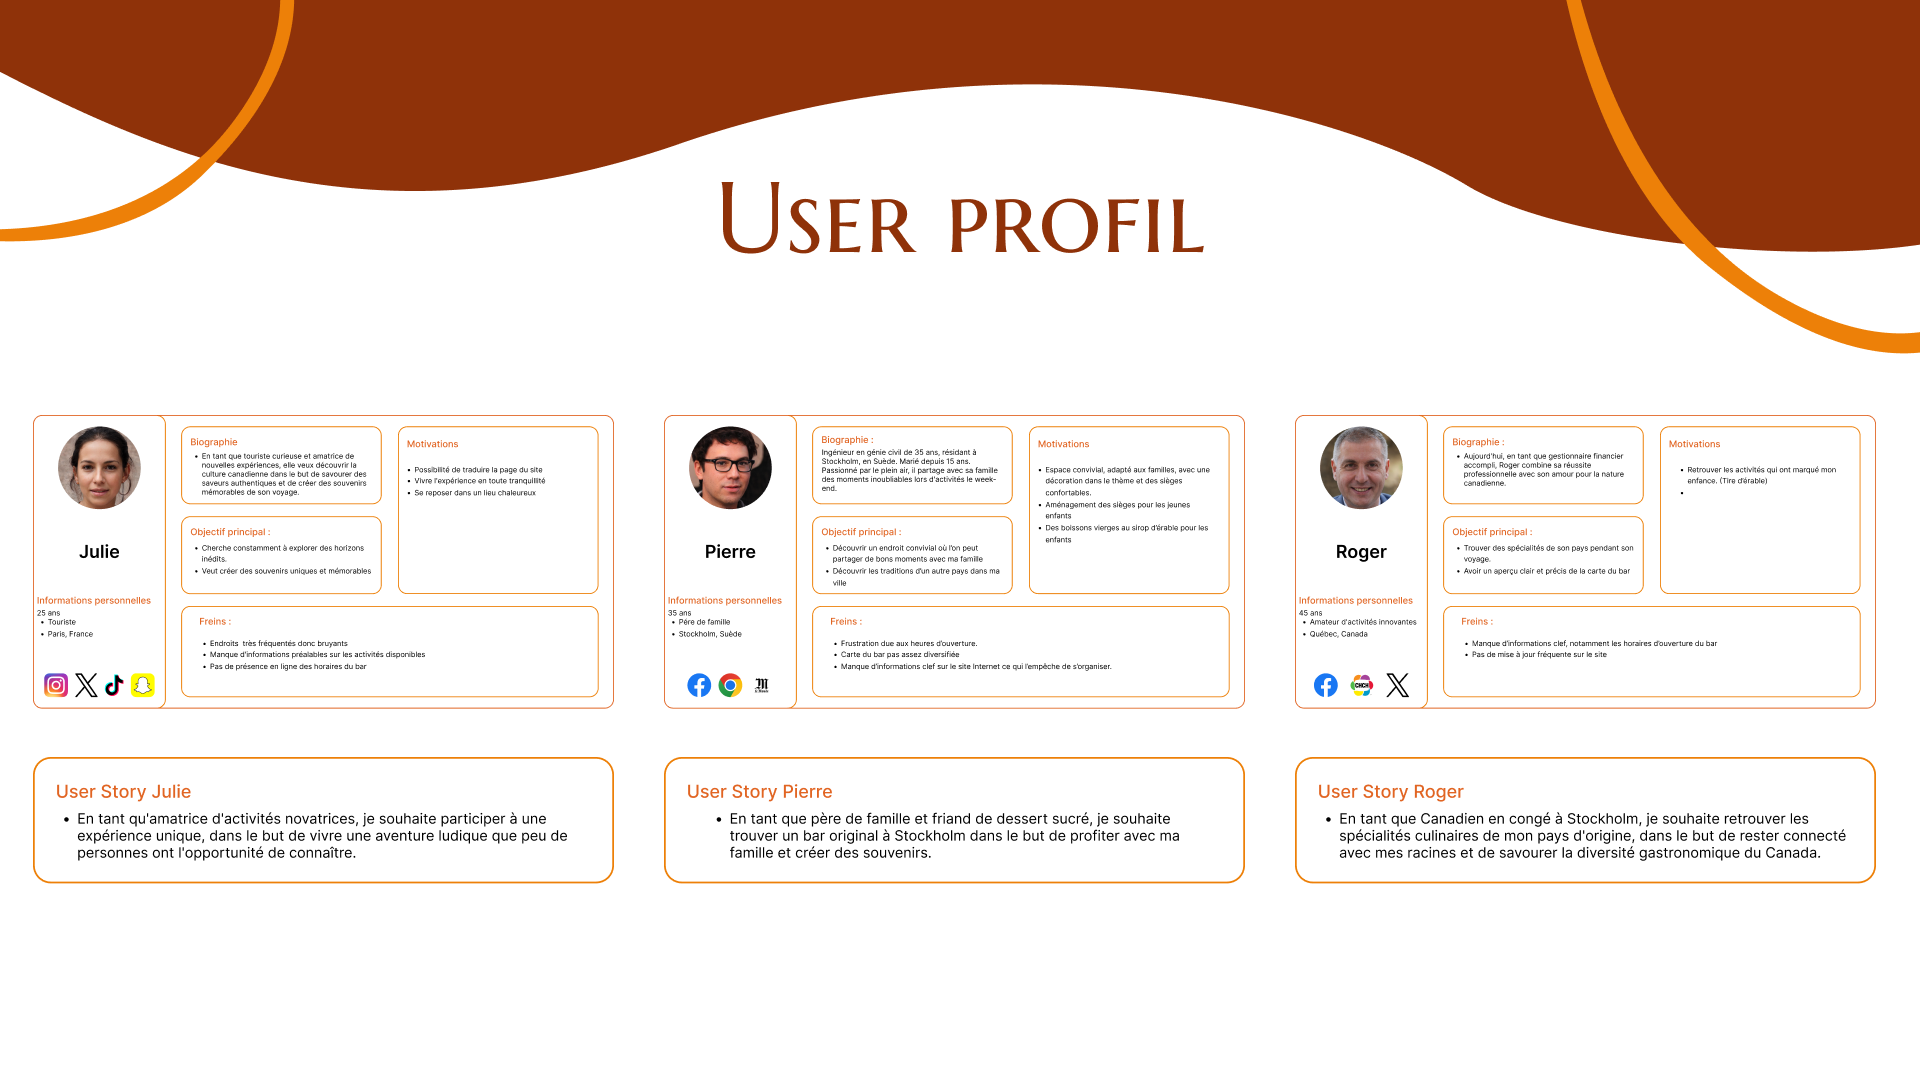 User profil
Julie
Informations personnelles
25 ans
• Touriste
• Paris, France
Biographie
• En tant que touriste curieuse et amatrice de
nouvelles expériences, elle veux découvrir la
culture canadienne dans le but de savourer des
saveurs authentiques et de créer des souvenirs
mémorables de son voyage.
Objectif principal :
• Cherche constamment à explorer des horizons
inédits.
• Veut créer des souvenirs uniques et mémorables
Motivations
• Possibilité de traduire la page du site
• Vivre l'expérience en toute tranquillité
• Se reposer dans un lieu chaleureux
Freins :
• Endroits très fréquentés donc bruyants
• Manque d'informations préalables sur les activités disponibles
• Pas de présence en ligne des horaires du bar
Pierre
Informations personnelles
35 ans
• Père de famille
• Stockholm, Suède
Biographie :
Ingénieur en génie civil de 35 ans, résidant à
Stockholm, en Suède. Marié depuis 15 ans.
Passionné par le plein air, il partage avec sa famille
des moments inoubliables lors d'activités le week-
end.
Objectif principal :
• Découvrir un endroit convivial où l'on peut
partager de bons moments avec ma famille
• Découvrir les traditions d'un autre pays dans ma
ville
Motivations
• Espace convivial, adapté aux familles, avec une
décoration dans le thème et des sièges
confortables.
• Aménagement des sièges pour les jeunes
enfants
• Des boissons vierges au sirop d'érable pour les
enfants
Freins :
• Frustration due aux heures d'ouverture.
• Carte du bar pas assez diversifiée
• Manque d'informations clef sur le site Internet ce qui l'empêche de s'organiser.
Roger
Informations personnelles
45 ans
• Amateur d'activités innovantes
• Québec, Canada
CHCH
Biographie :
• Aujourd'hui, en tant que gestionnaire financier
accompli, Roger combine sa réussite
professionnelle avec son amour pour la nature
canadienne.
Objectif principal :
• Trouver des spécialités de son pays pendant son
voyage.
• Avoir un aperçu clair et précis de la carte du bar
Motivations
• Retrouver les activités qui ont marqué mon
enfance. (Tire d'érable)
•
Freins :
• Manque d'informations clef, notamment les horaires d'ouverture du bar
• Pas de mise à jour fréquente sur le site
User Story Julie
• En tant qu'amatrice d'activités novatrices, je souhaite participer à une
expérience unique, dans le but de vivre une aventure ludique que peu de
personnes ont l'opportunité de connaître.
User Story Pierre
• En tant que père de famille et friand de dessert sucré, je souhaite
trouver un bar original à Stockholm dans le but de profiter avec ma
famille et créer des souvenirs.
User Story Roger
• En tant que Canadien en congé à Stockholm, je souhaite retrouver les
spécialités culinaires de mon pays d'origine, dans le but de rester connecté
avec mes racines et de savourer la diversité gastronomique du Canada.